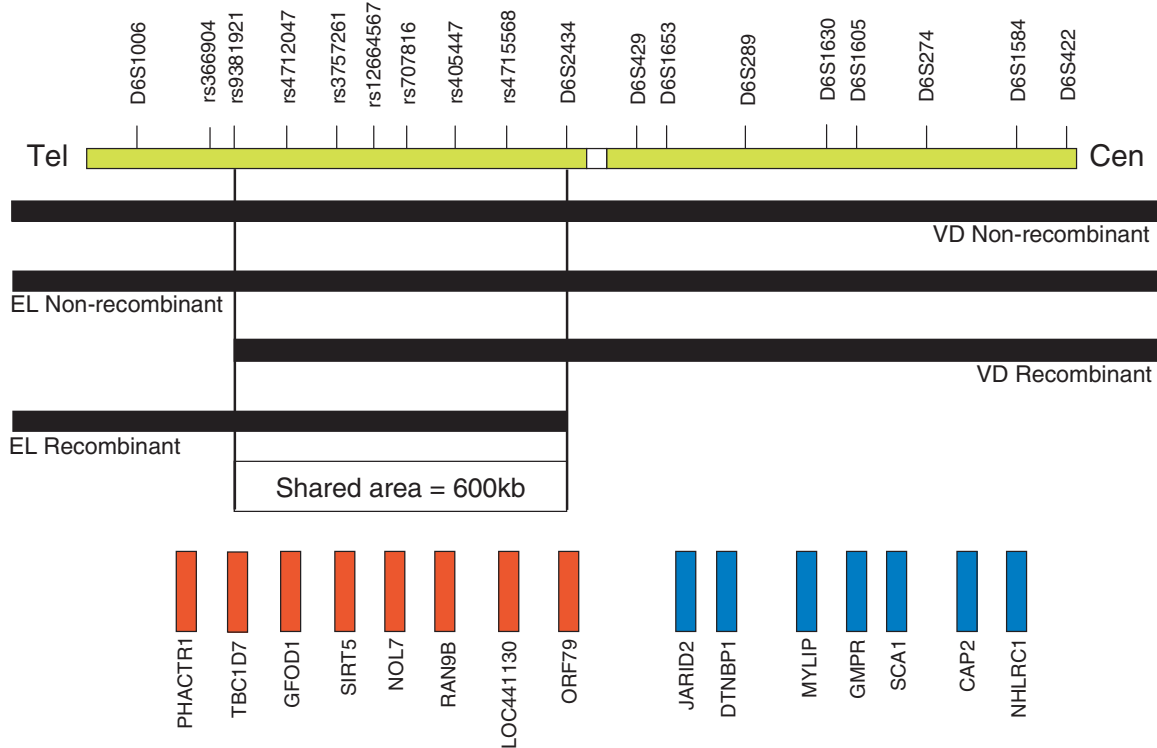 D6S1006
rs366904
rs9381921
rs4712047
rs3757261
rs12664567
rs707816
rs405447
rs4715568
D6S2434
D6S429
D6S1653
D6S289
D6S1630
D6S1605
D6S274
D6S1584
D6S422
Tel
Cen
VD Non-recombinant
EL Non-recombinant
VD Recombinant
EL Recombinant
Shared area = 600kb
PHACTR1
TBC1D7
GFOD1
SIRT5
NOL7
RAN9B
LOC441130
ORF79
JARID2
DTNBP1
MYLIP
GMPR
SCA1
CAP2
NHLRC1